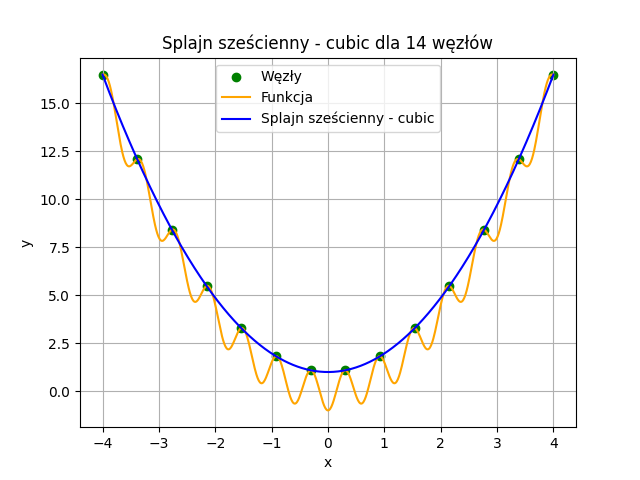 Splajn sześcienny - cubic dla 14 węzłów
Węzły
Funkcja
Splajn sześcienny - cubic
15.0
12.5
10.0
7.5
5.0
2.5
0.0
y
−4 −3 −2 −1 0 1 2 3 4
x